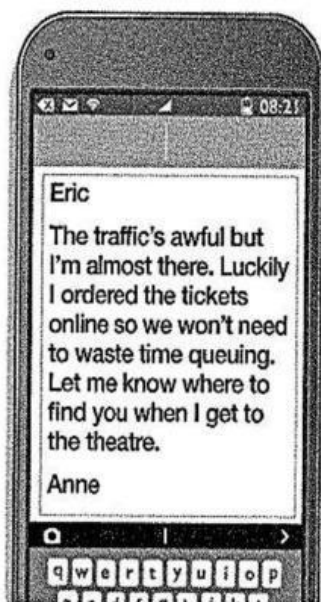 08:21
Eric
The traffic's awful but
I'm almost there. Luckily
I ordered the tickets
online so we won't need
to waste time queuing.
Let me know where to
find you when I get to
the theatre.
Anne
q w e r t y u i o p